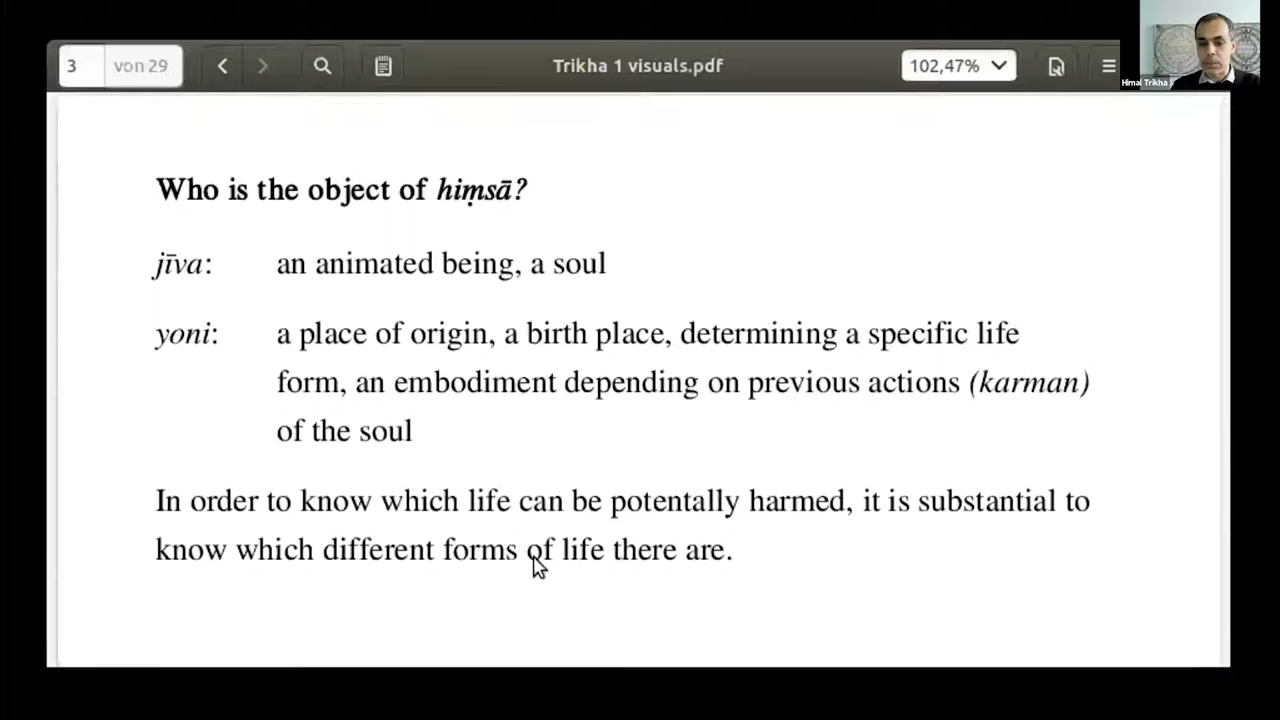 3 von 29 Trikha 1 visuals.pdf 102,47%
Himal Trikha
Who is the object of hiṃsā?
jīva: an animated being, a soul
yoni: a place of origin, a birth place, determining a specific life
form, an embodiment depending on previous actions (karman)
of the soul
In order to know which life can be potentally harmed, it is substantial to
know which different forms of life there are.